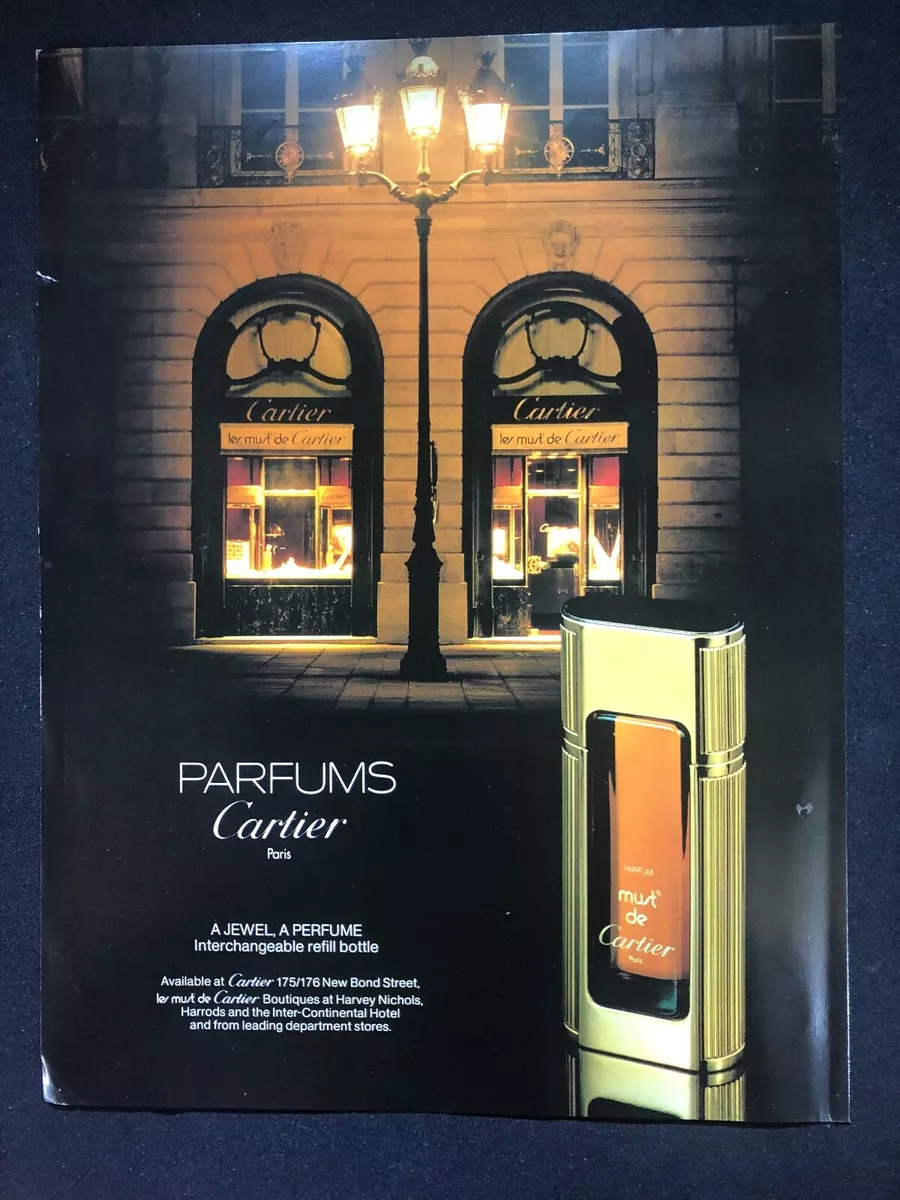 Cartier
les must de Cartier
Cartier
les must de Cartier
PARFUMS
Cartier
Paris
A JEWEL, A PERFUME
Interchangeable refill bottle
Available at Cartier 175/176 New Bond Street,
les must de Cartier Boutiques at Harvey Nichols,
Harrods and the Inter-Continental Hotel
and from leading department stores.
PARFUM
must
de
Cartier
Paris